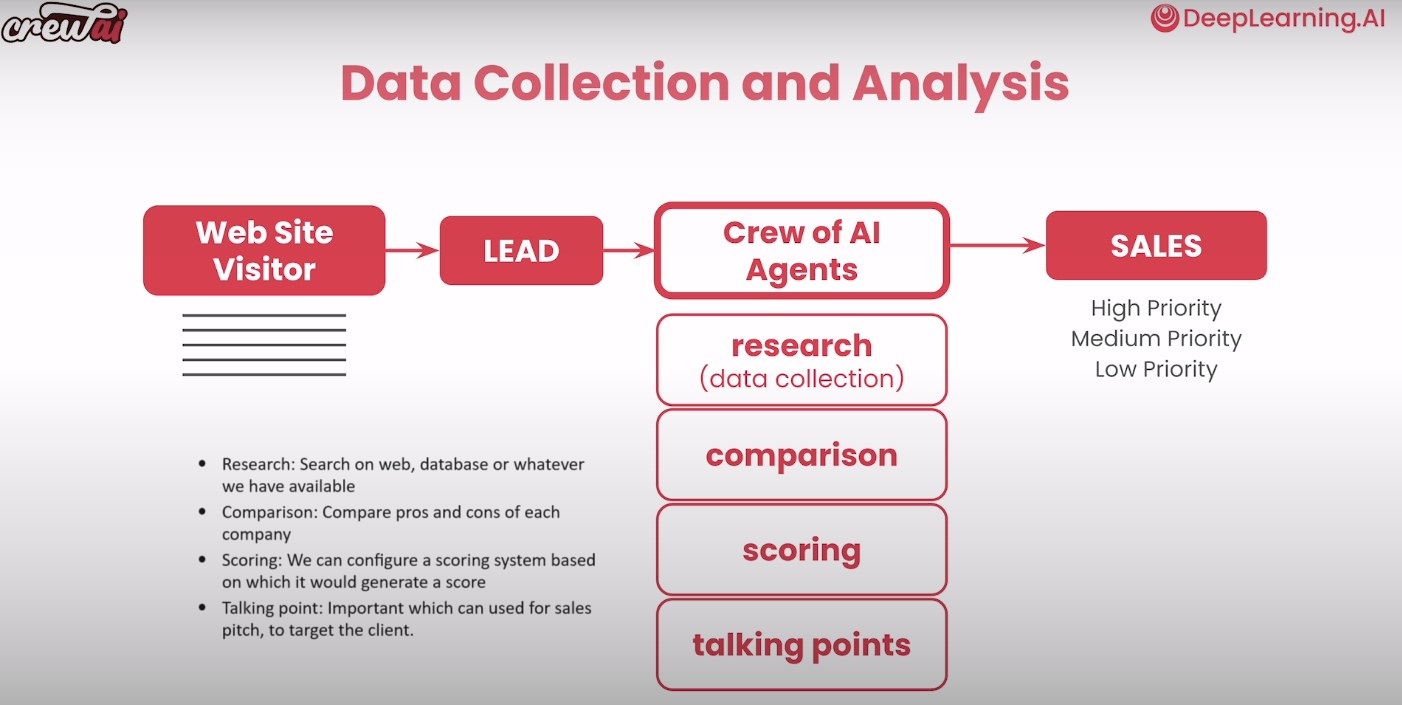 crewai
DeepLearning.AI
Data Collection and Analysis
Web Site
Visitor
LEAD
Crew of AI
Agents
SALES
High Priority
Medium Priority
Low Priority
research
(data collection)
comparison
scoring
talking points
• Research: Search on web, database or whatever
we have available
• Comparison: Compare pros and cons of each
company
• Scoring: We can configure a scoring system based
on which it would generate a score
• Talking point: Important which can used for sales
pitch, to target the client.